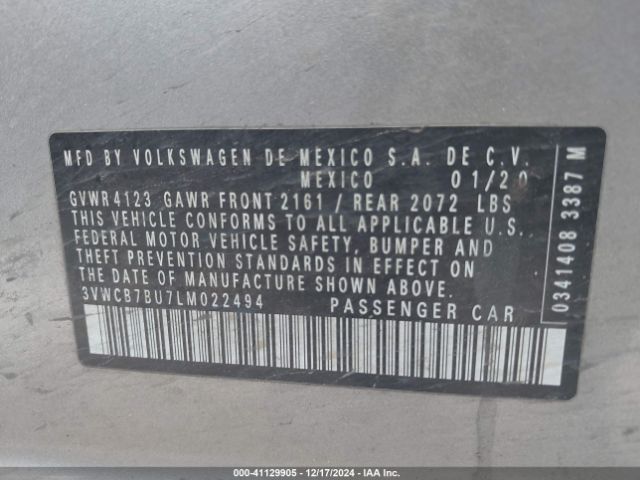 MFD BY VOLKSWAGEN DE MEXICO S.A. DE C.V.
MEXICO 01/20
GVWR 4123 GAWR FRONT 2161 / REAR 2072 LBS
THIS VEHICLE CONFORMS TO ALL APPLICABLE U.S.
FEDERAL MOTOR VEHICLE SAFETY, BUMPER AND
THEFT PREVENTION STANDARDS IN EFFECT ON
THE DATE OF MANUFACTURE SHOWN ABOVE.
3VWCB7BU7LM022494 PASSENGER CAR
0341408 3387 M
000-41129905 - 12/17/2024 - IAA Inc.